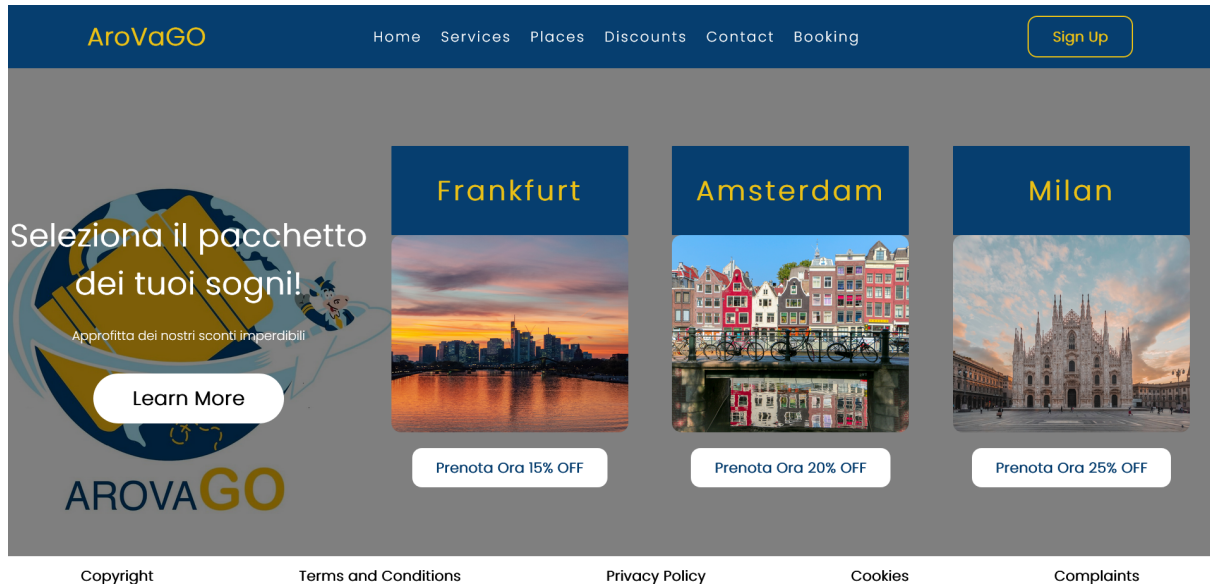 AroVaGO
Home Services Places Discounts Contact Booking
Sign Up
Seleziona il pacchetto
dei tuoi sogni!
Approfitta dei nostri sconti imperdibili
Learn More
AROVAGO
Frankfurt
Prenota Ora 15% OFF
Amsterdam
Prenota Ora 20% OFF
Milan
Prenota Ora 25% OFF
Copyright Terms and Conditions Privacy Policy Cookies Complaints